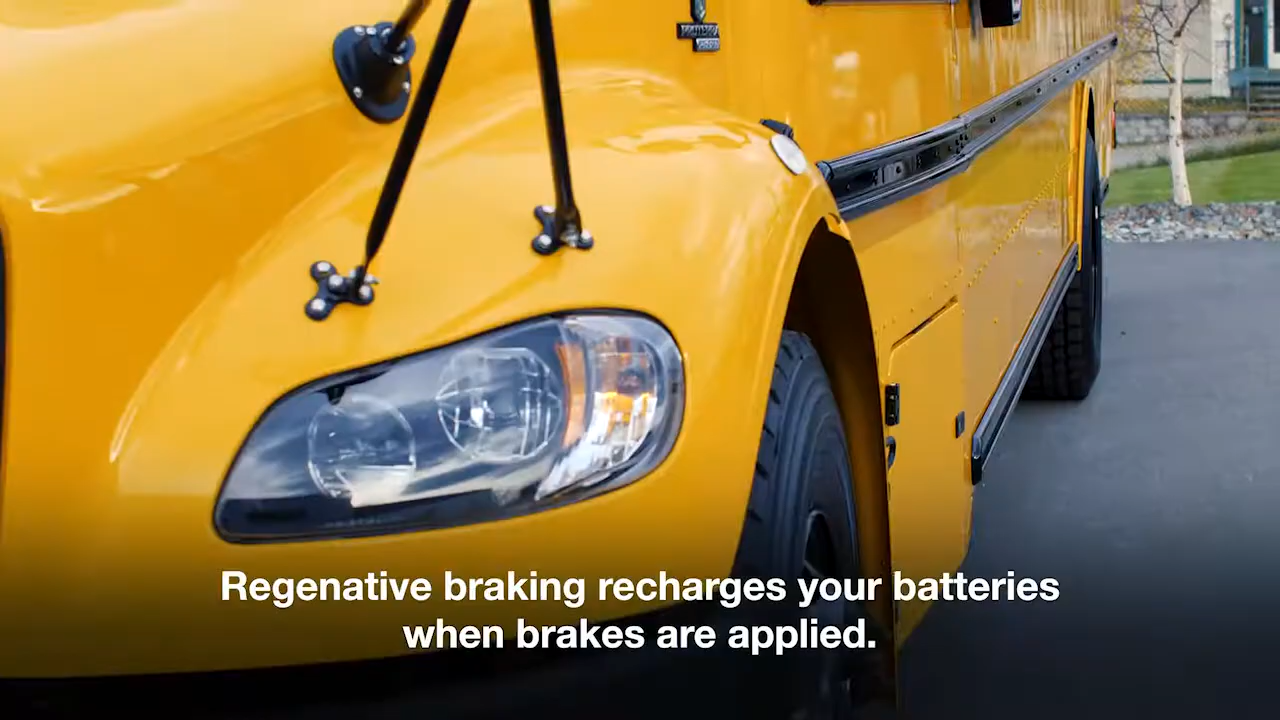 Regenative braking recharges your batteries
when brakes are applied.